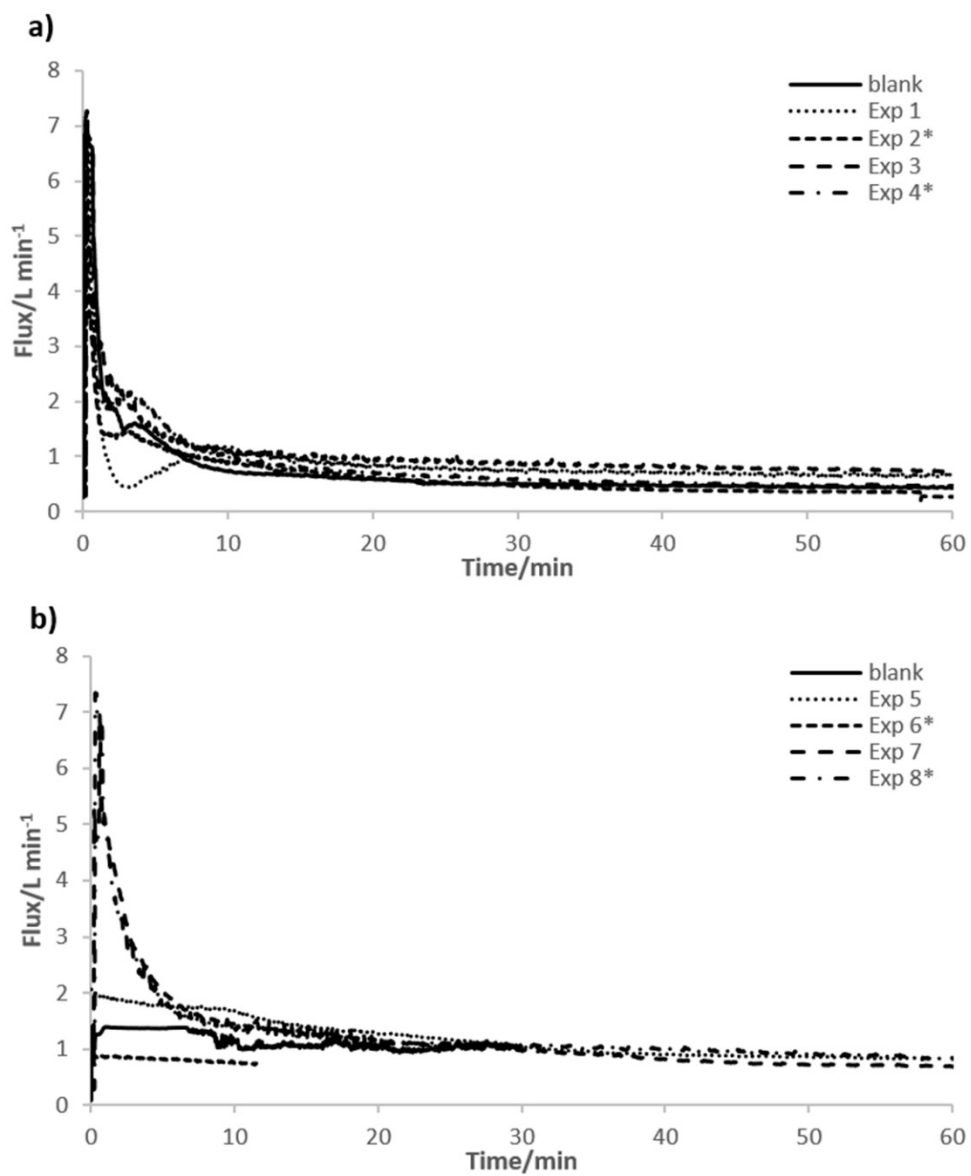 a)
8
7
6
5
4
3
2
1
0
Flux/L min⁻¹
0 10 20 30 40 50 60
Time/min
blank
Exp 1
Exp 2*
Exp 3
Exp 4*
b)
8
7
6
5
4
3
2
1
0
Flux/L min⁻¹
0 10 20 30 40 50 60
Time/min
blank
Exp 5
Exp 6*
Exp 7
Exp 8*